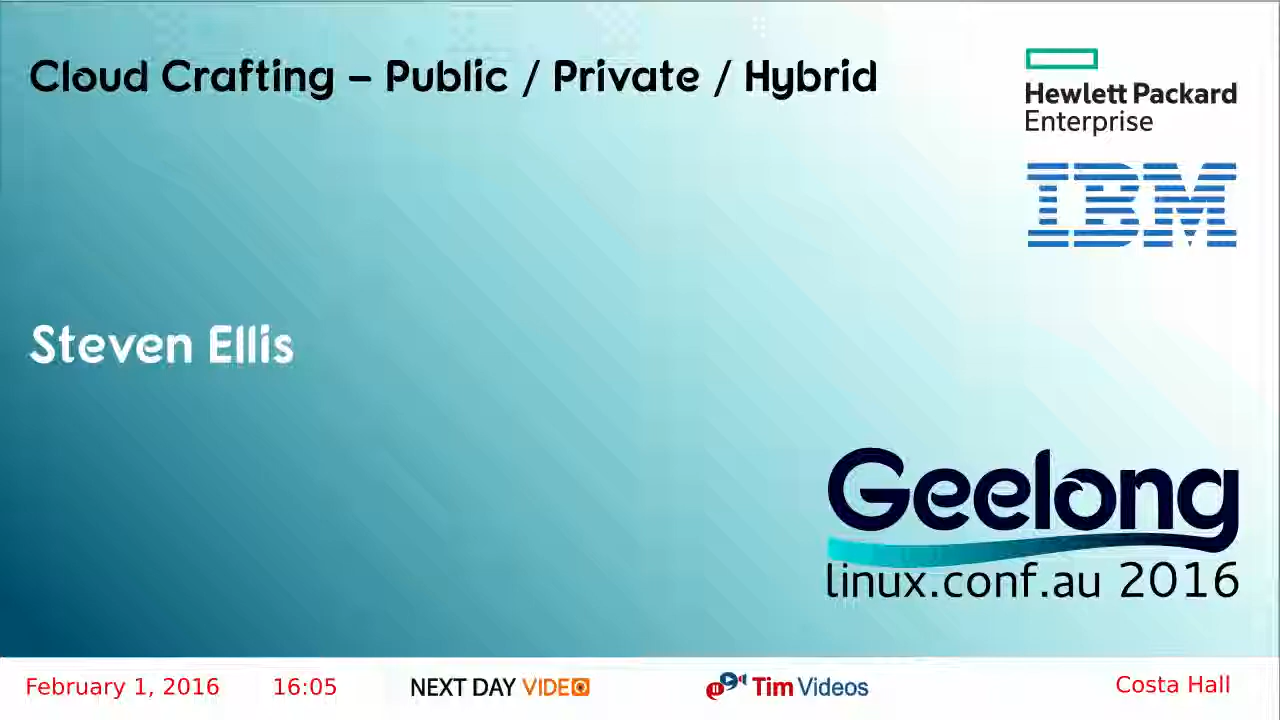 Cloud Crafting – Public / Private / Hybrid
Hewlett Packard
Enterprise
IBM
Steven Ellis
Geelong
linux.conf.au 2016
February 1, 2016 16:05 NEXT DAY VIDEO Tim Videos Costa Hall